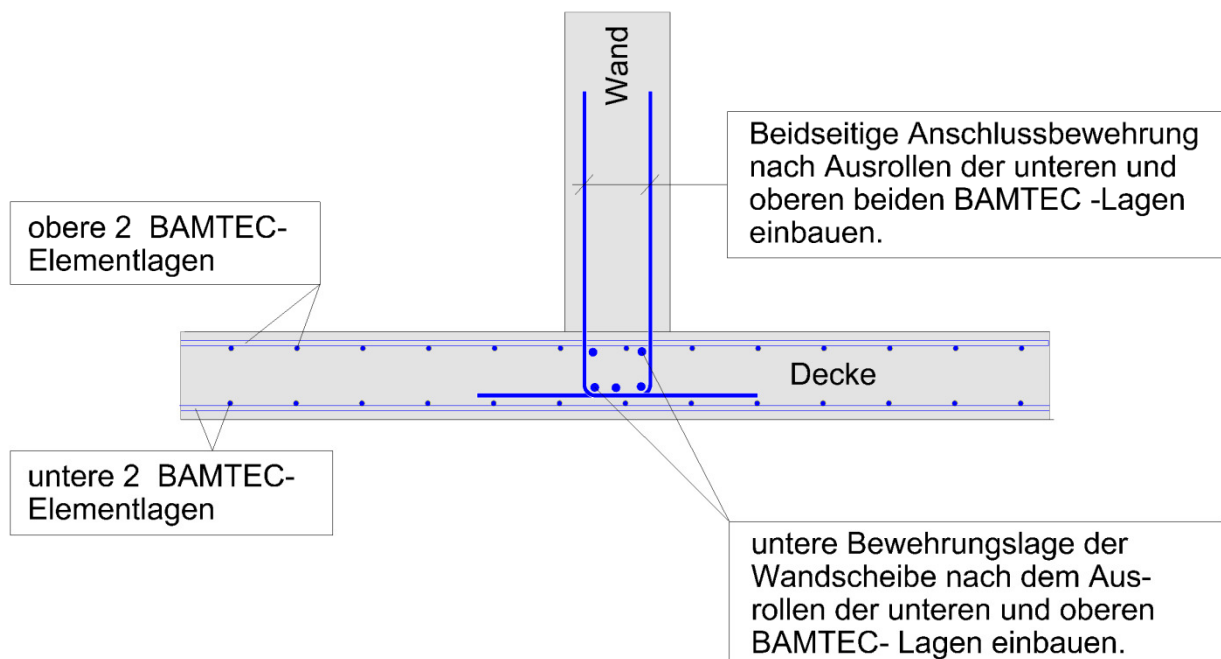 Wand
Beidseitige Anschlussbewehrung
nach Ausrollen der unteren und
oberen beiden BAMTEC -Lagen
einbauen.
obere 2 BAMTEC-
Elementlagen
Decke
untere 2 BAMTEC-
Elementlagen
untere Bewehrungslage der
Wandscheibe nach dem Aus-
rollen der unteren und oberen
BAMTEC- Lagen einbauen.